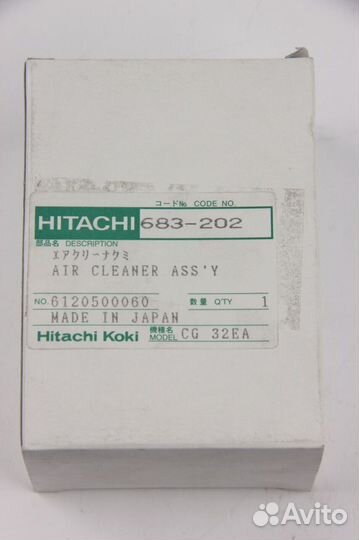 コードNo. CODE NO.
HITACHI 683-202
部品名 DESCRIPTION
エアクリーナクミ
AIR CLEANER ASS'Y
NO. 6120500060 数量 Q'TY 1
MADE IN JAPAN
Hitachi Koki 機種名 MODEL CG 32EA
Avito